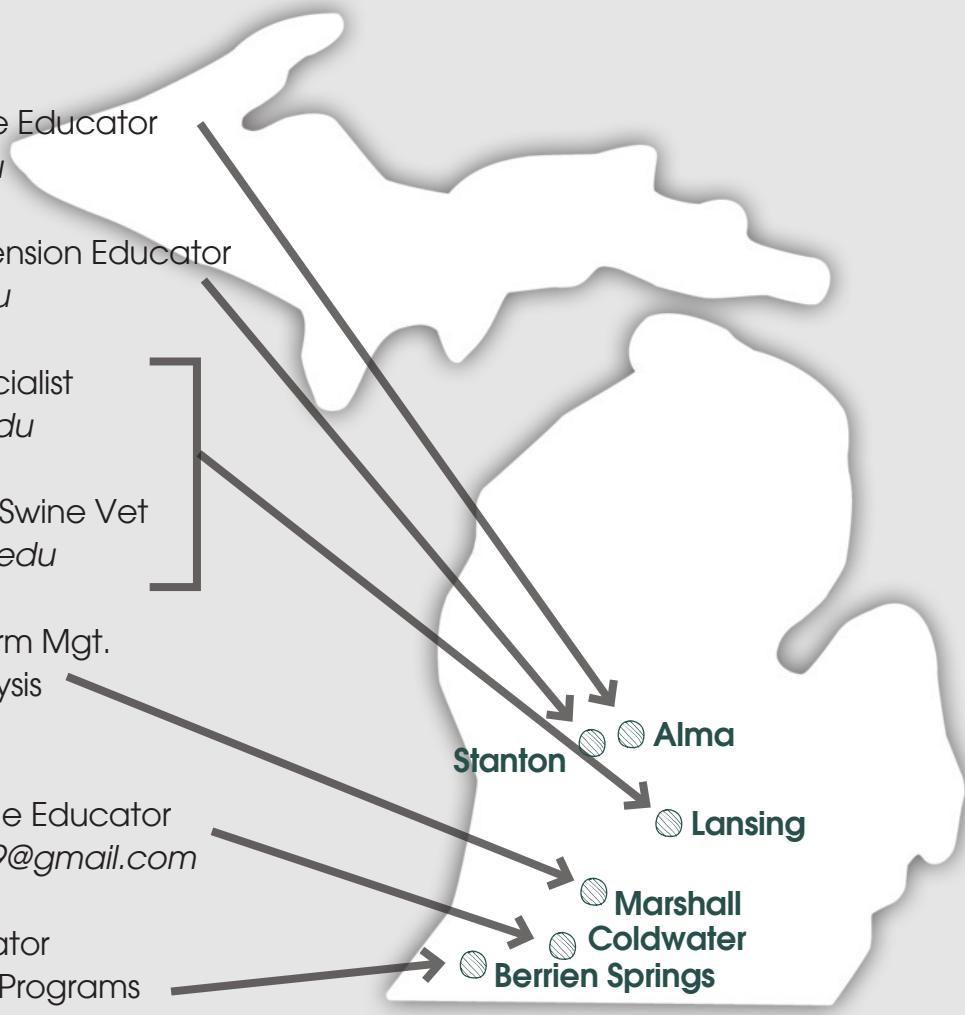 e Educator
u
ension Educator
u
cialist
du
Swine Vet
edu
rm Mgt.
ysis
e Educator
9@gmail.com
ator
Programs
Alma
Stanton
Lansing
Marshall
Coldwater
Berrien Springs